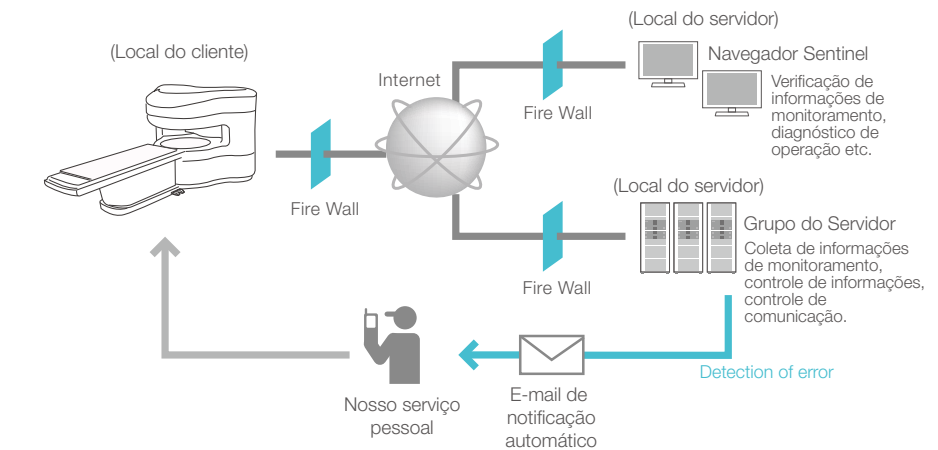 (Local do cliente)
Fire Wall
Internet
Fire Wall
(Local do servidor)
Navegador Sentinel
Verificação de
informações de
monitoramento,
diagnóstico de
operação etc.
Fire Wall
(Local do servidor)
Grupo do Servidor
Coleta de informações
de monitoramento,
controle de informações,
controle de
comunicação.
Detection of error
E-mail de
notificação
automático
Nosso serviço
pessoal